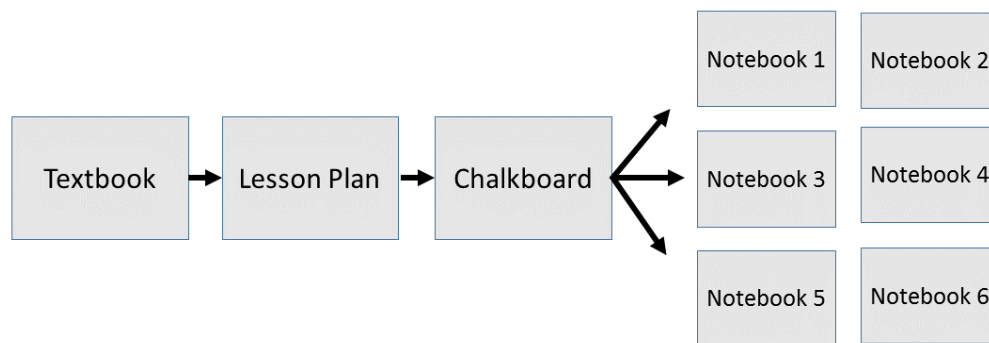 Textbook
Lesson Plan
Chalkboard
Notebook 1
Notebook 2
Notebook 3
Notebook 4
Notebook 5
Notebook 6